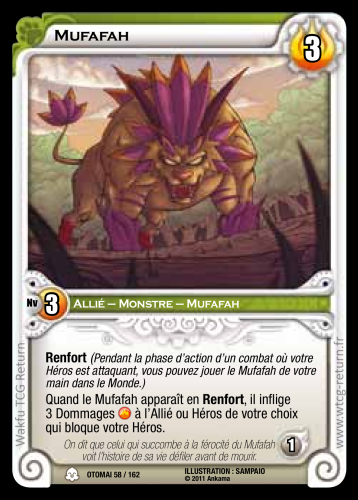 Mufafah
3
Nv 3 Allié – Monstre – Mufafah
Renfort (Pendant la phase d'action d'un combat où votre
Héros est attaquant, vous pouvez jouer le Mufafah de votre
main dans le Monde.)
Quand le Mufafah apparaît en Renfort, il inflige
3 Dommages à l'Allié ou Héros de votre choix
qui bloque votre Héros.
On dit que celui qui succombe à la férocité du Mufafah
voit l'histoire de sa vie défiler avant de mourir.
1
OTOMAI 58 / 162
ILLUSTRATION : SAMPAIO
© 2011 Ankama
Wakfu TCG Return
www.wtcg-return.fr